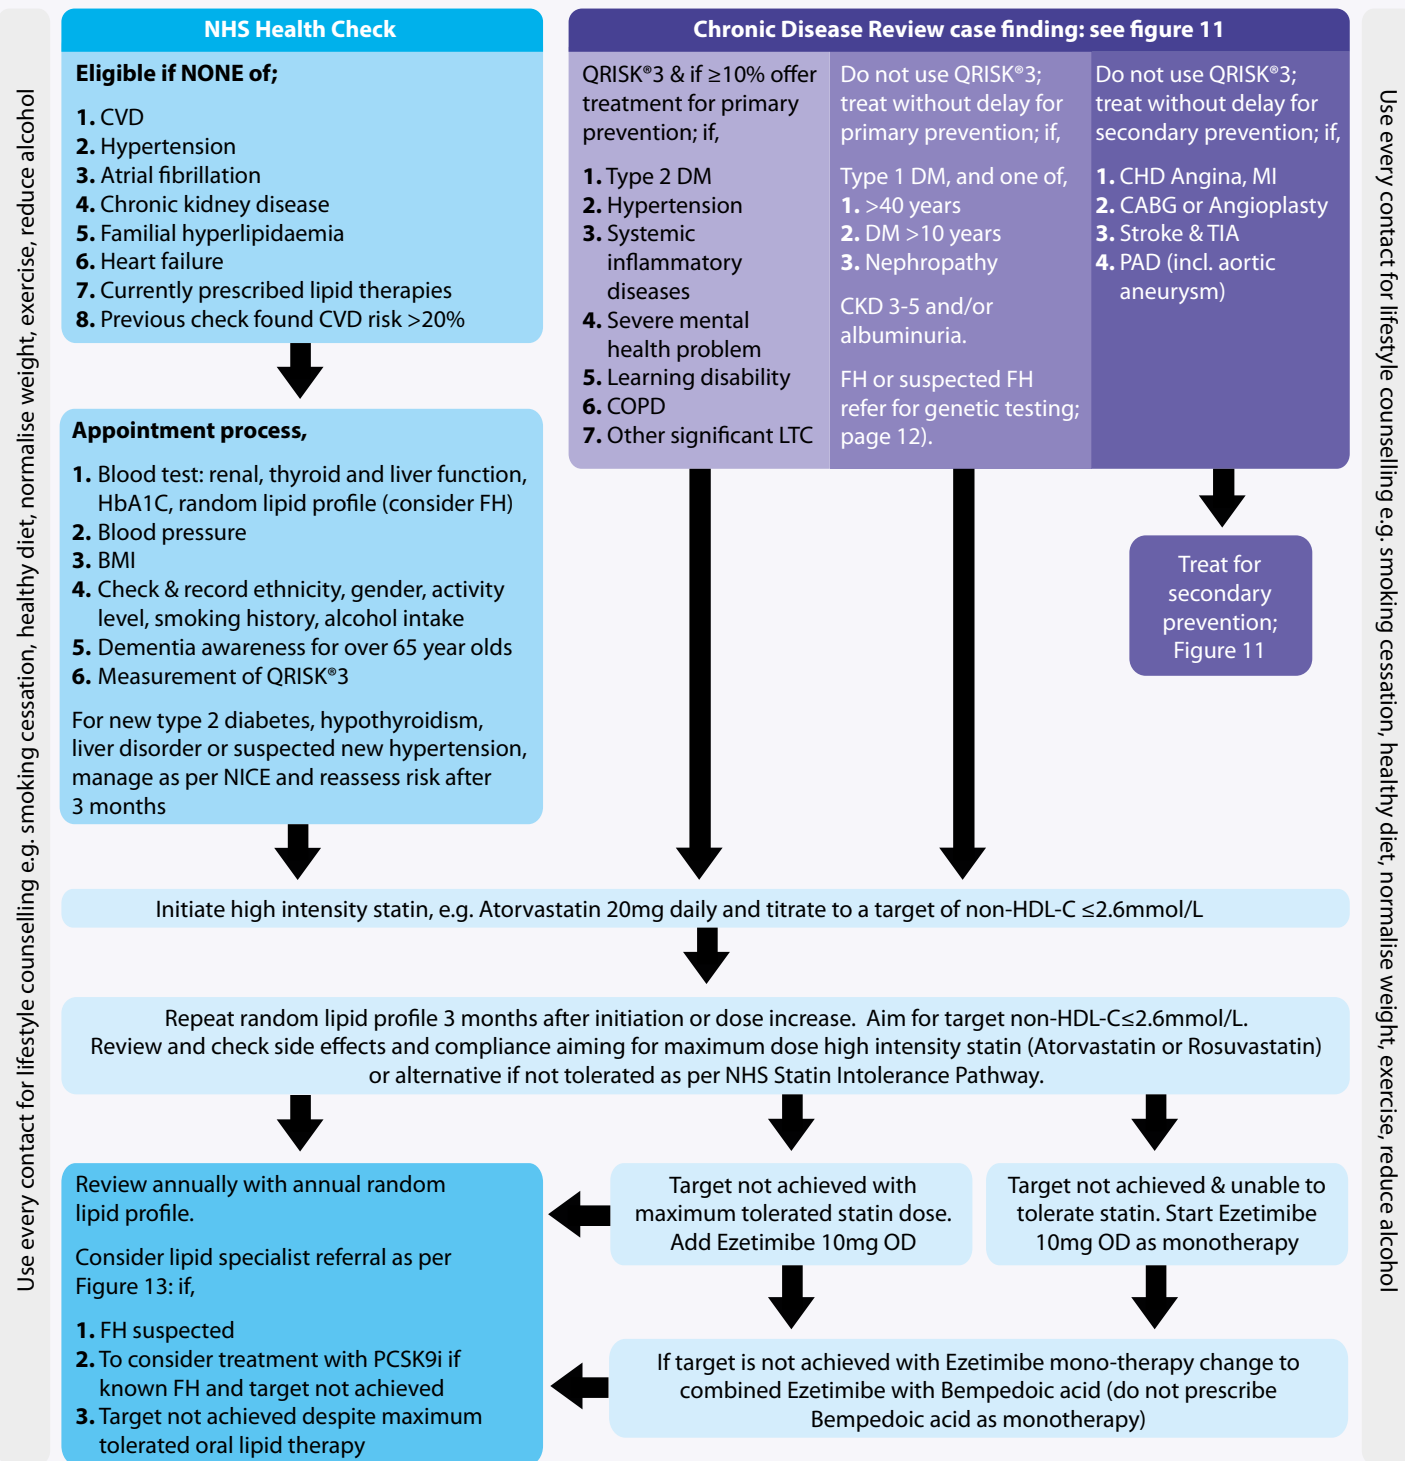 Use every contact for lifestyle counselling e.g. smoking cessation, healthy diet, normalise weight, exercise, reduce alcohol
NHS Health Check
Eligible if NONE of;
1. CVD
2. Hypertension
3. Atrial fibrillation
4. Chronic kidney disease
5. Familial hyperlipidaemia
6. Heart failure
7. Currently prescribed lipid therapies
8. Previous check found CVD risk >20%
Appointment process,
1. Blood test: renal, thyroid and liver function,
HbA1C, random lipid profile (consider FH)
2. Blood pressure
3. BMI
4. Check & record ethnicity, gender, activity
level, smoking history, alcohol intake
5. Dementia awareness for over 65 year olds
6. Measurement of QRISK®3
For new type 2 diabetes, hypothyroidism,
liver disorder or suspected new hypertension,
manage as per NICE and reassess risk after
3 months
Chronic Disease Review case finding: see figure 11
QRISK®3 & if ≥10% offer
treatment for primary
prevention; if,
1. Type 2 DM
2. Hypertension
3. Systemic
inflammatory
diseases
4. Severe mental
health problem
5. Learning disability
6. COPD
7. Other significant LTC
Do not use QRISK®3;
treat without delay for
primary prevention; if,
Type 1 DM, and one of,
1. >40 years
2. DM >10 years
3. Nephropathy
CKD 3-5 and/or
albuminuria.
FH or suspected FH
refer for genetic testing;
page 12).
Do not use QRISK®3;
treat without delay for
secondary prevention; if,
1. CHD Angina, MI
2. CABG or Angioplasty
3. Stroke & TIA
4. PAD (incl. aortic
aneurysm)
Treat for
secondary
prevention;
Figure 11
Initiate high intensity statin, e.g. Atorvastatin 20mg daily and titrate to a target of non-HDL-C ≤2.6mmol/L
Repeat random lipid profile 3 months after initiation or dose increase. Aim for target non-HDL-C≤2.6mmol/L.
Review and check side effects and compliance aiming for maximum dose high intensity statin (Atorvastatin or Rosuvastatin)
or alternative if not tolerated as per NHS Statin Intolerance Pathway.
Review annually with annual random
lipid profile.
Consider lipid specialist referral as per
Figure 13: if,
1. FH suspected
2. To consider treatment with PCSK9i if
known FH and target not achieved
3. Target not achieved despite maximum
tolerated oral lipid therapy
Target not achieved with
maximum tolerated statin dose.
Add Ezetimibe 10mg OD
Target not achieved & unable to
tolerate statin. Start Ezetimibe
10mg OD as monotherapy
If target is not achieved with Ezetimibe mono-therapy change to
combined Ezetimibe with Bempedoic acid (do not prescribe
Bempedoic acid as monotherapy)
Use every contact for lifestyle counselling e.g. smoking cessation, healthy diet, normalise weight, exercise, reduce alcohol